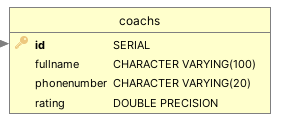 coachs
id SERIAL
fullname CHARACTER VARYING(100)
phonenumber CHARACTER VARYING(20)
rating DOUBLE PRECISION